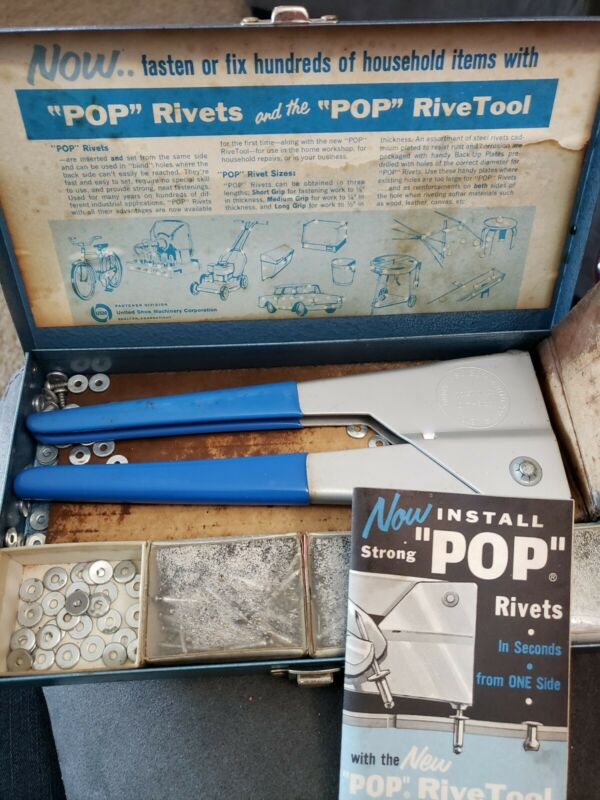 Now.. fasten or fix hundreds of household items with
"POP" Rivets and the "POP" RiveTool
"POP" Rivets
—are inserted and set from the same side
and can be used in "blind" holes where the
back side can't easily be reached. They're
fast and easy to set, requiring no special skill
to use, and provide strong, neat fastenings.
Used for many years on hundreds of dif-
ferent industrial applications, "POP" Rivets
with all their advantages are now available
for the first time—along with the new "POP"
RiveTool—for use in the home workshop, for
household repairs, or in your business.
"POP" Rivet Sizes:
"POP" Rivets can be obtained in three
lengths; Short Grip for fastening work to
thickness, Medium Grip for work to ¼" in
thickness, and Long Grip for work to ½" in
thickness. An assortment of steel rivets cad-
mium plated to resist rust and corrosion are
packaged with handy Back-Up Plates pre-
drilled with holes of the correct diameter for
"POP" Rivets. Use these handy plates where
existing holes are too large for "POP" Rivets
and as reinforcements on both sides of
the hole when riveting softer materials such
as wood, leather, canvas, etc.
FASTENER DIVISION
United Shoe Machinery Corporation
SHELTON, CONNECTICUT
Now INSTALL
Strong "POP"®
Rivets
In Seconds
from ONE Side
with the New
"POP"® RiveTool